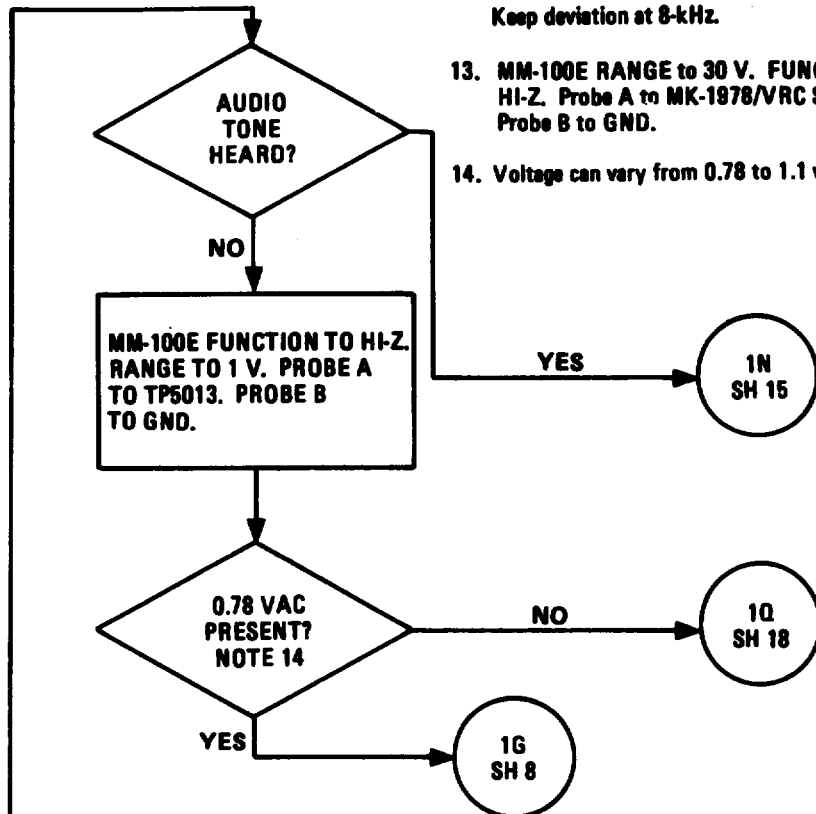 Keep deviation at 8-kHz.
13. MM-100E RANGE to 30 V. FUNC
HI-Z. Probe A to MK-1978/VRC
Probe B to GND.
14. Voltage can vary from 0.78 to 1.1
AUDIO
TONE
HEARD?
NO
MM-100E FUNCTION TO HI-Z.
RANGE TO 1 V. PROBE A
TO TP5013. PROBE B
TO GND.
YES
1N
SH 15
0.78 VAC
PRESENT?
NOTE 14
NO
1Q
SH 18
YES
1G
SH 8